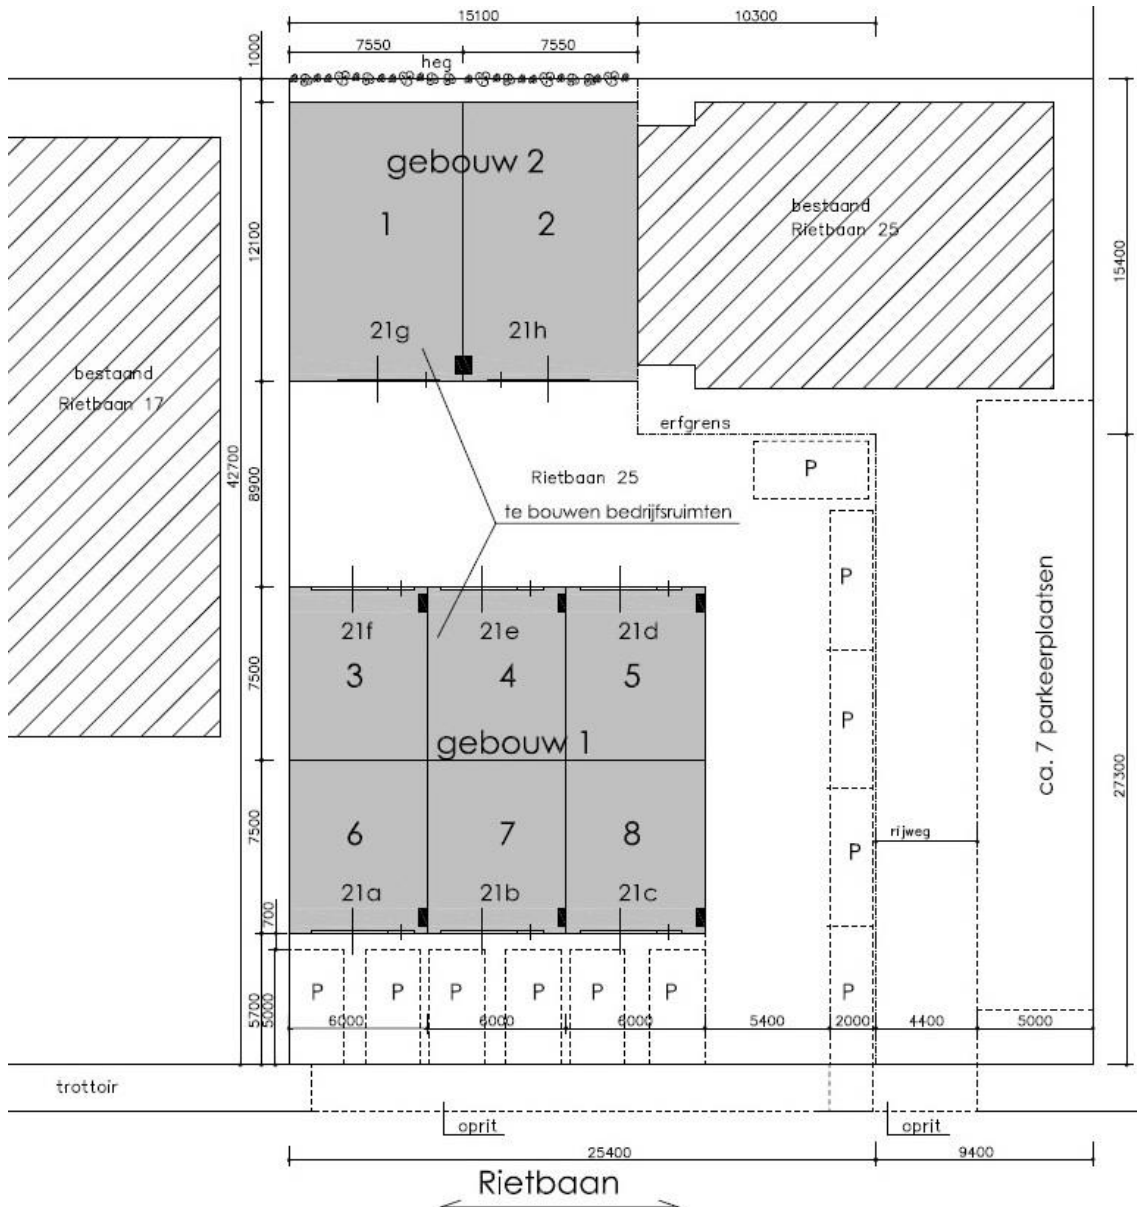 15100
10300
7550
7550
1000
heg
gebouw 2
bestaand
Rietbaan 25
1
2
12100
15400
21g
21h
bestaand
Rietbaan 17
erfgrens
P
42700
8900
Rietbaan 25
te bouwen bedrijfsruimten
P
21f
21e
21d
3
4
5
7500
P
gebouw 1
ca. 7 parkeerplaatsen
27300
6
7
8
7500
rijweg
P
21a
21b
21c
700
P
P
P
P
P
P
P
5700
5000
6000
6000
6000
5400
2000
4400
5000
trottoir
oprit
oprit
25400
9400
Rietbaan